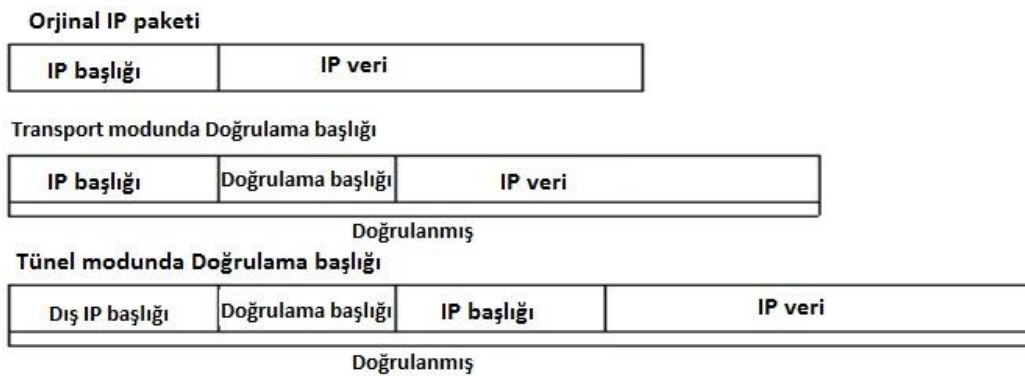 Orjinal IP paketi
IP başlığı IP veri
Transport modunda Doğrulama başlığı
IP başlığı Doğrulama başlığı IP veri
Doğrulanmış
Tünel modunda Doğrulama başlığı
Dış IP başlığı Doğrulama başlığı IP başlığı IP veri
Doğrulanmış